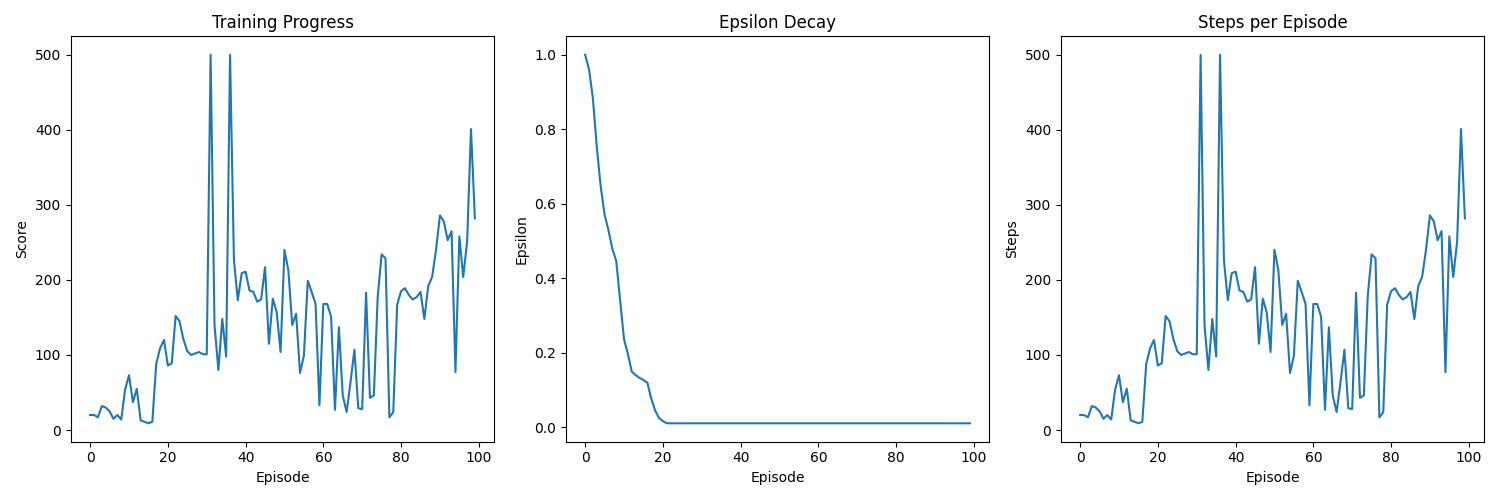 Training Progress
Score
500
400
300
200
100
0
0 20 40 60 80 100
Episode
Epsilon Decay
Epsilon
1.0
0.8
0.6
0.4
0.2
0.0
0 20 40 60 80 100
Episode
Steps per Episode
Steps
500
400
300
200
100
0
0 20 40 60 80 100
Episode